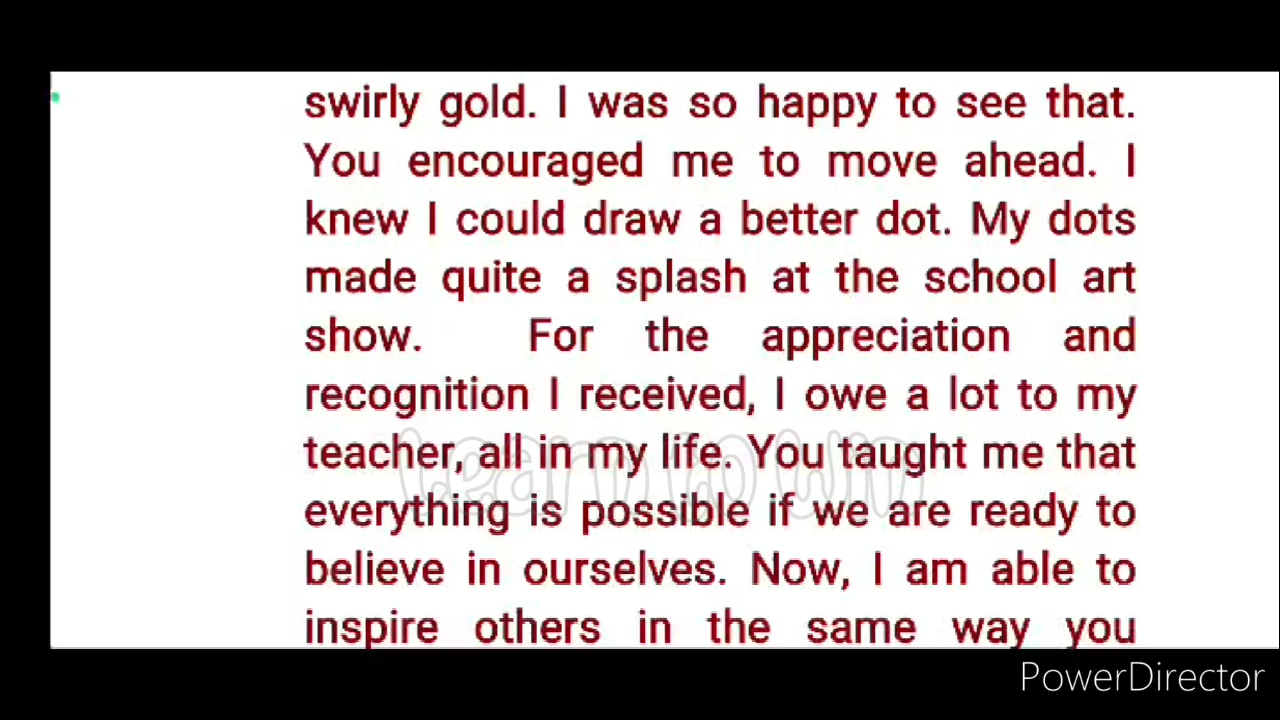 swirly gold. I was so happy to see that.
You encouraged me to move ahead. I
knew I could draw a better dot. My dots
made quite a splash at the school art
show. For the appreciation and
recognition I received, I owe a lot to my
teacher, all in my life. You taught me that
everything is possible if we are ready to
believe in ourselves. Now, I am able to
inspire others in the same way you
PowerDirector